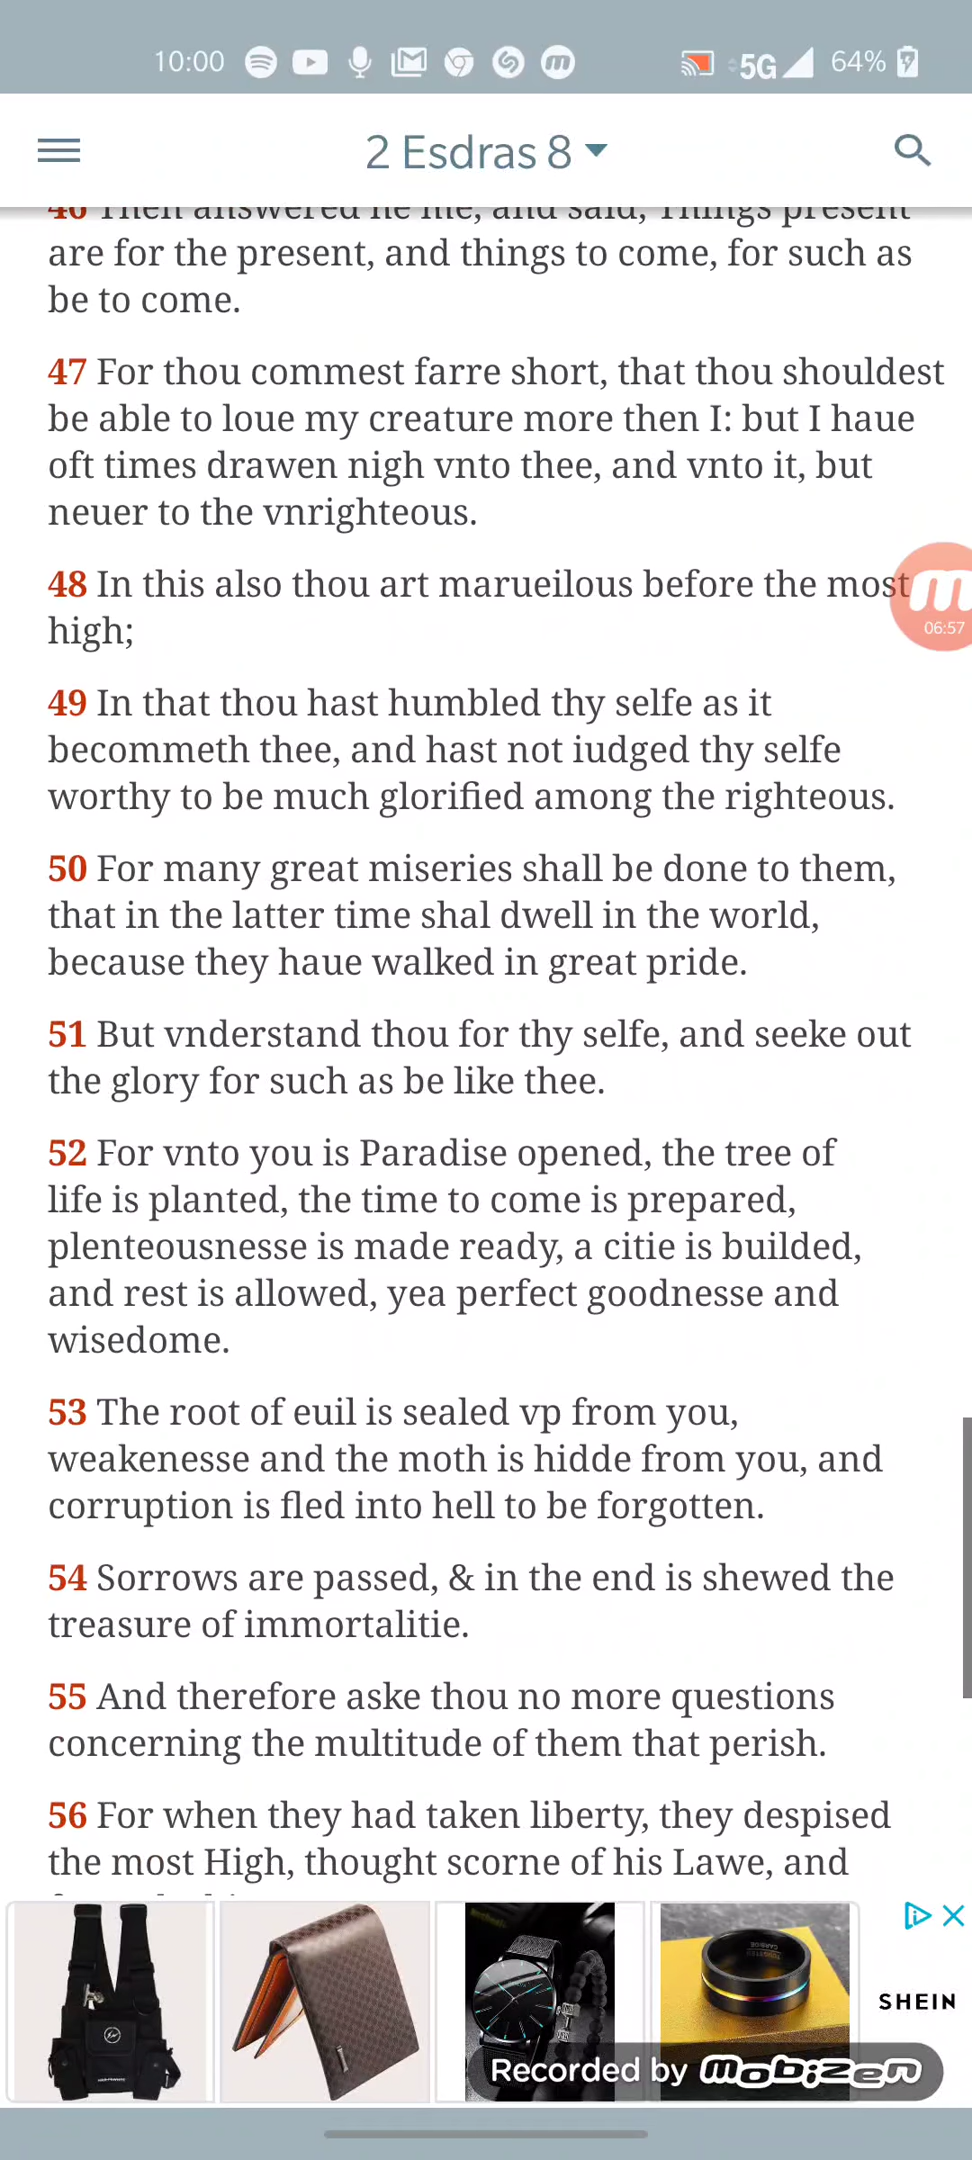 10:00
5G 64%
2 Esdras 8
46 Then answered he me, and said, Things present
are for the present, and things to come, for such as
be to come.
47 For thou commest farre short, that thou shouldest
be able to loue my creature more then I: but I haue
oft times drawen nigh vnto thee, and vnto it, but
neuer to the vnrighteous.
48 In this also thou art marueilous before the most
high;
06:57
49 In that thou hast humbled thy selfe as it
becommeth thee, and hast not iudged thy selfe
worthy to be much glorified among the righteous.
50 For many great miseries shall be done to them,
that in the latter time shal dwell in the world,
because they haue walked in great pride.
51 But vnderstand thou for thy selfe, and seeke out
the glory for such as be like thee.
52 For vnto you is Paradise opened, the tree of
life is planted, the time to come is prepared,
plenteousnesse is made ready, a citie is builded,
and rest is allowed, yea perfect goodnesse and
wisedome.
53 The root of euil is sealed vp from you,
weakenesse and the moth is hidde from you, and
corruption is fled into hell to be forgotten.
54 Sorrows are passed, & in the end is shewed the
treasure of immortalitie.
55 And therefore aske thou no more questions
concerning the multitude of them that perish.
56 For when they had taken liberty, they despised
the most High, thought scorne of his Lawe, and
SHEIN
Recorded by mobizen